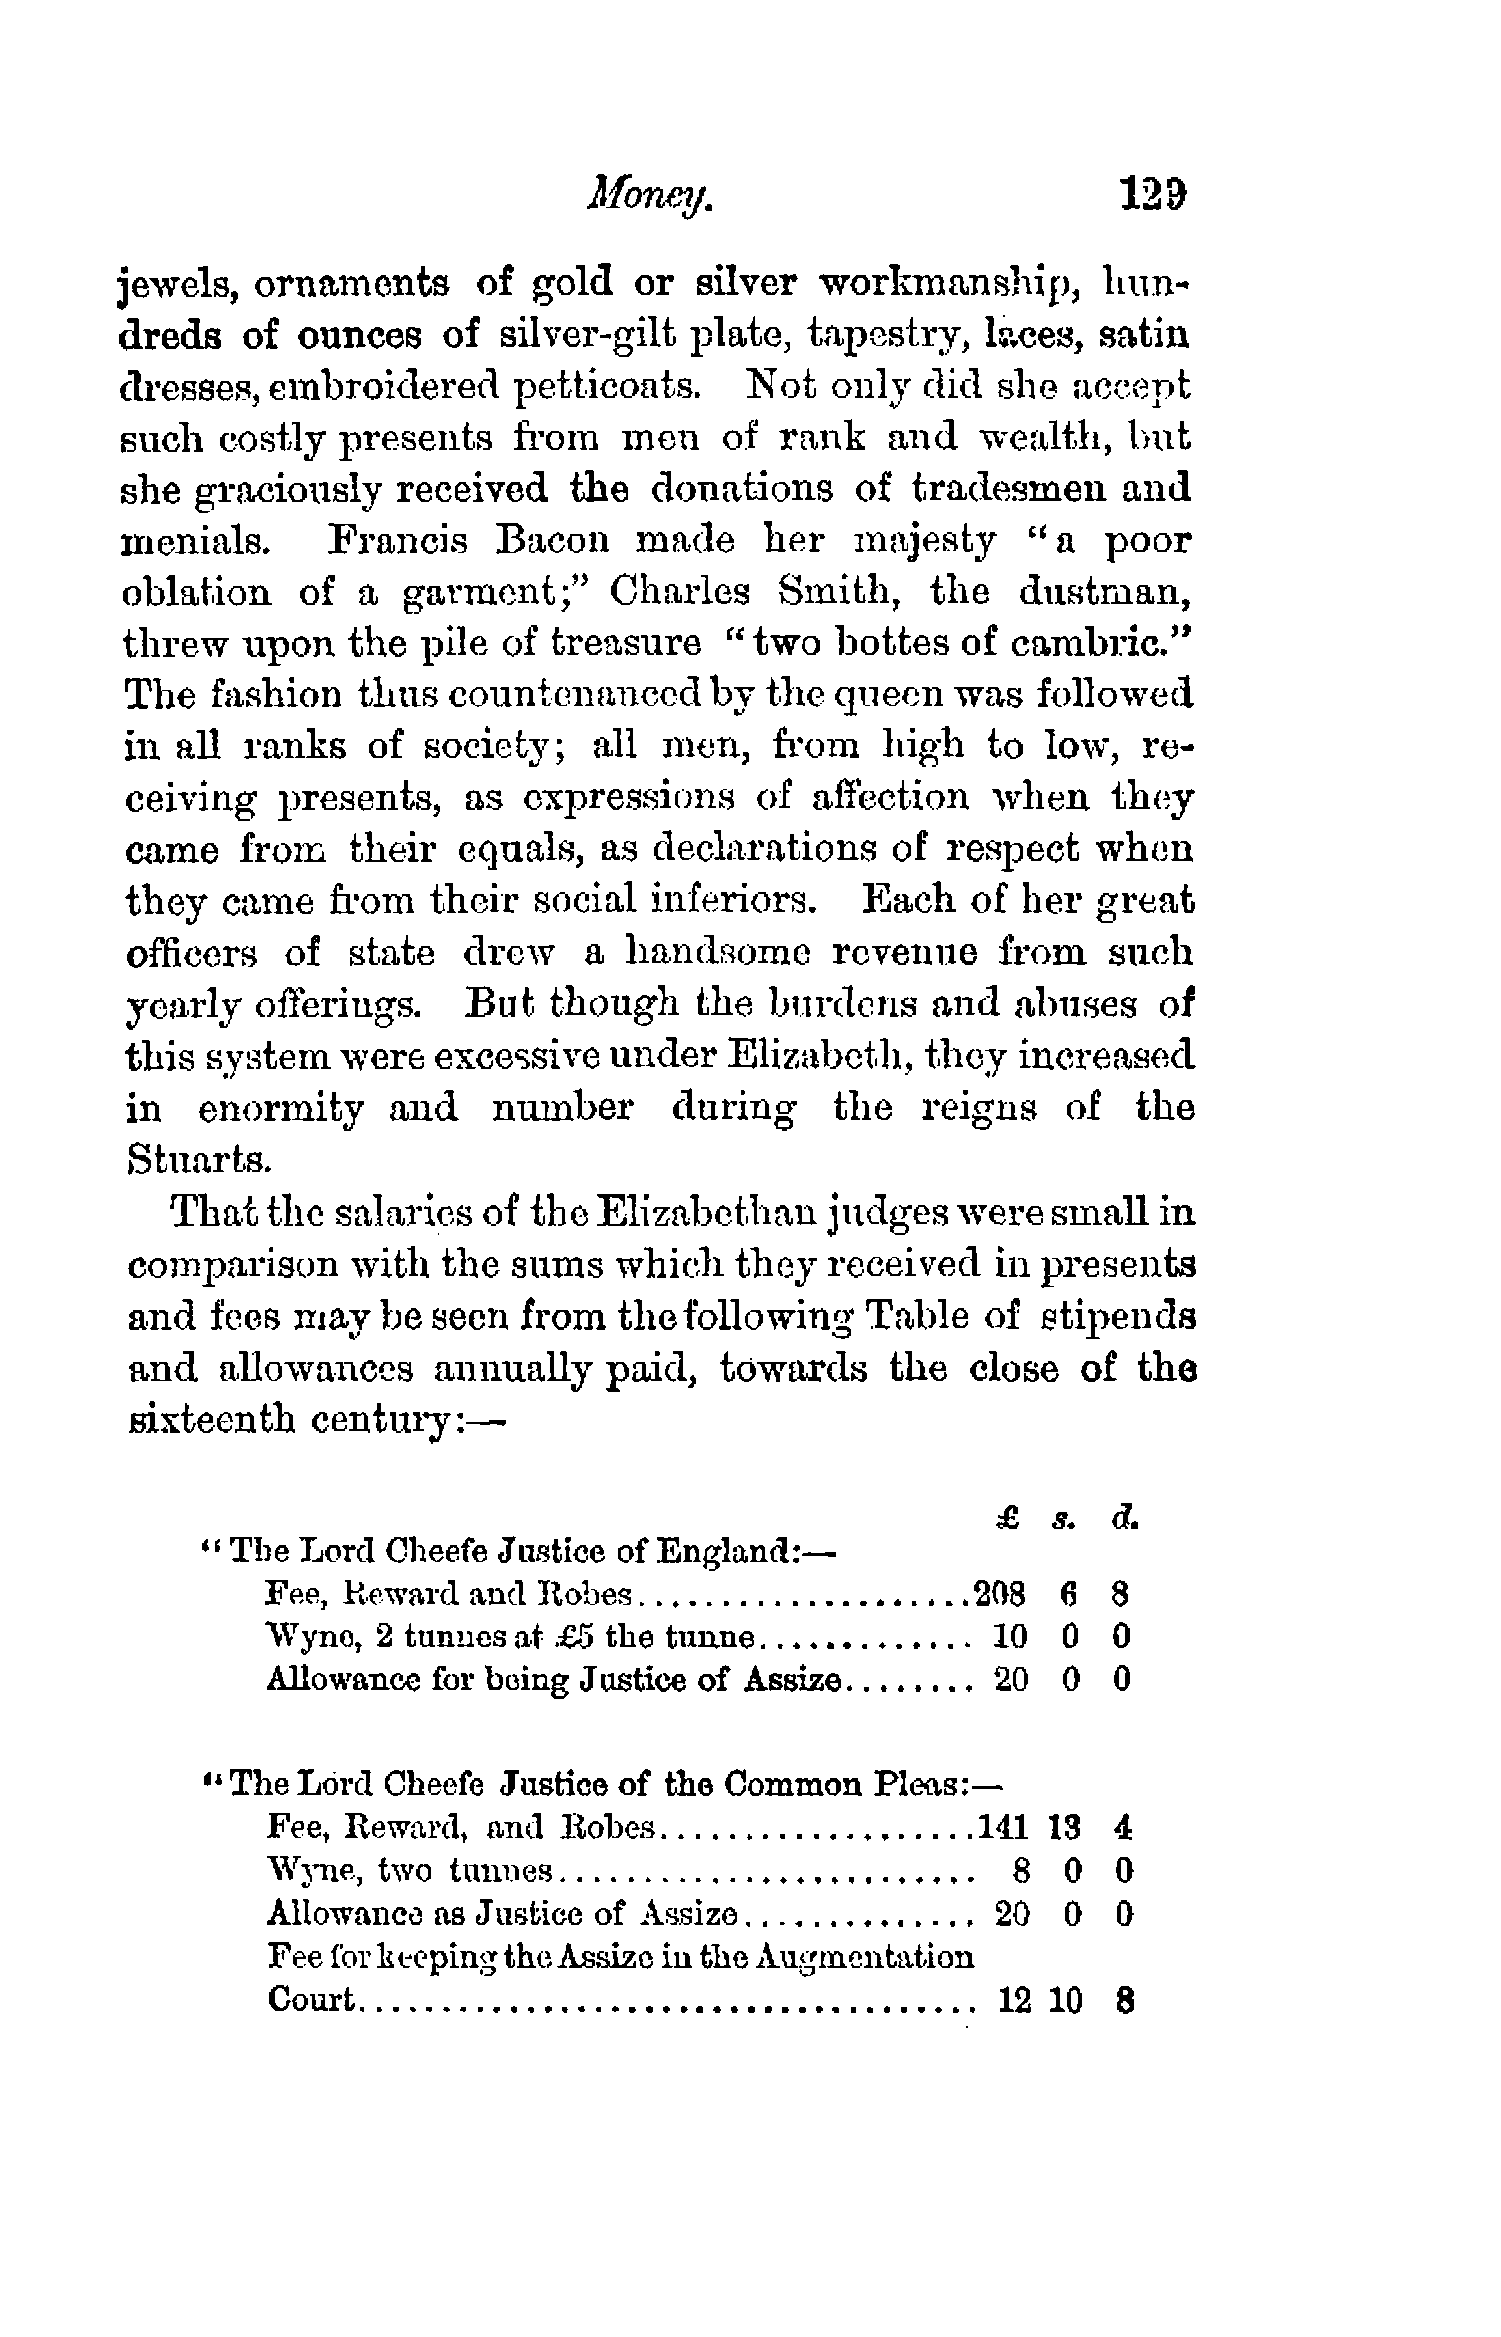 Money. 129
jewels, ornaments of gold or silver workmanship, hun-
dreds of ounces of silver-gilt plate, tapestry, laces, satin
dresses, embroidered petticoats. Not only did she accept
such costly presents from men of rank and wealth, but
she graciously received the donations of tradesmen and
menials. Francis Bacon made her majesty "a poor
oblation of a garment;" Charles Smith, the dustman,
threw upon the pile of treasure "two bottes of cambric."
The fashion thus countenanced by the queen was followed
in all ranks of society; all men, from high to low, re-
ceiving presents, as expressions of affection when they
came from their equals, as declarations of respect when
they came from their social inferiors. Each of her great
officers of state drew a handsome revenue from such
yearly offerings. But though the burdens and abuses of
this system were excessive under Elizabeth, they increased
in enormity and number during the reigns of the
Stuarts.
That the salaries of the Elizabethan judges were small in
comparison with the sums which they received in presents
and fees may be seen from the following Table of stipends
and allowances annually paid, towards the close of the
sixteenth century:—
£ s. d.
"The Lord Cheefe Justice of England:—
Fee, Reward and Robes....................208 6 8
Wyne, 2 tunnes at £5 the tunne............. 10 0 0
Allowance for being Justice of Assize........ 20 0 0
"The Lord Cheefe Justice of the Common Pleas:—
Fee, Reward, and Robes...................141 13 4
Wyne, two tunnes......................... 8 0 0
Allowance as Justice of Assize.............. 20 0 0
Fee for keeping the Assize in the Augmentation
Court..................................... 12 10 8